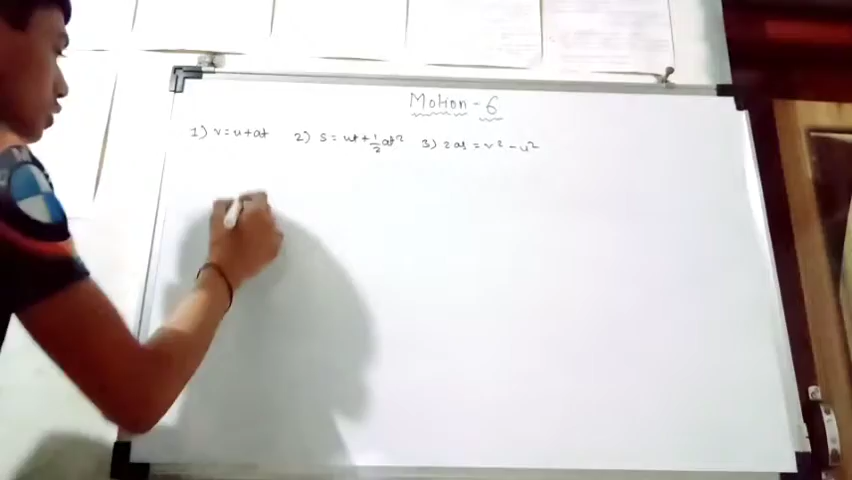 Motion - 6
1) v = u + at 2) s = ut + 1/2 at² 3) 2as = v² - u²